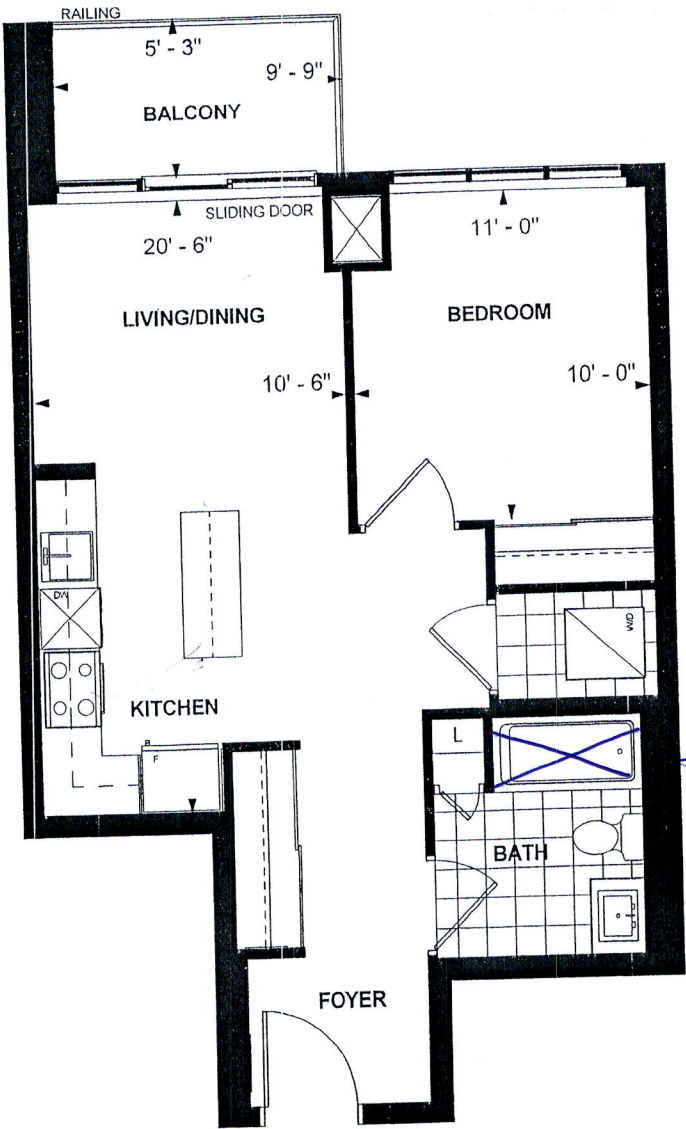 RAILING
5' - 3"
9' - 9"
BALCONY
SLIDING DOOR
20' - 6"
11' - 0"
LIVING/DINING
BEDROOM
10' - 6"
10' - 0"
DW
W/D
KITCHEN
F
L
BATH
FOYER